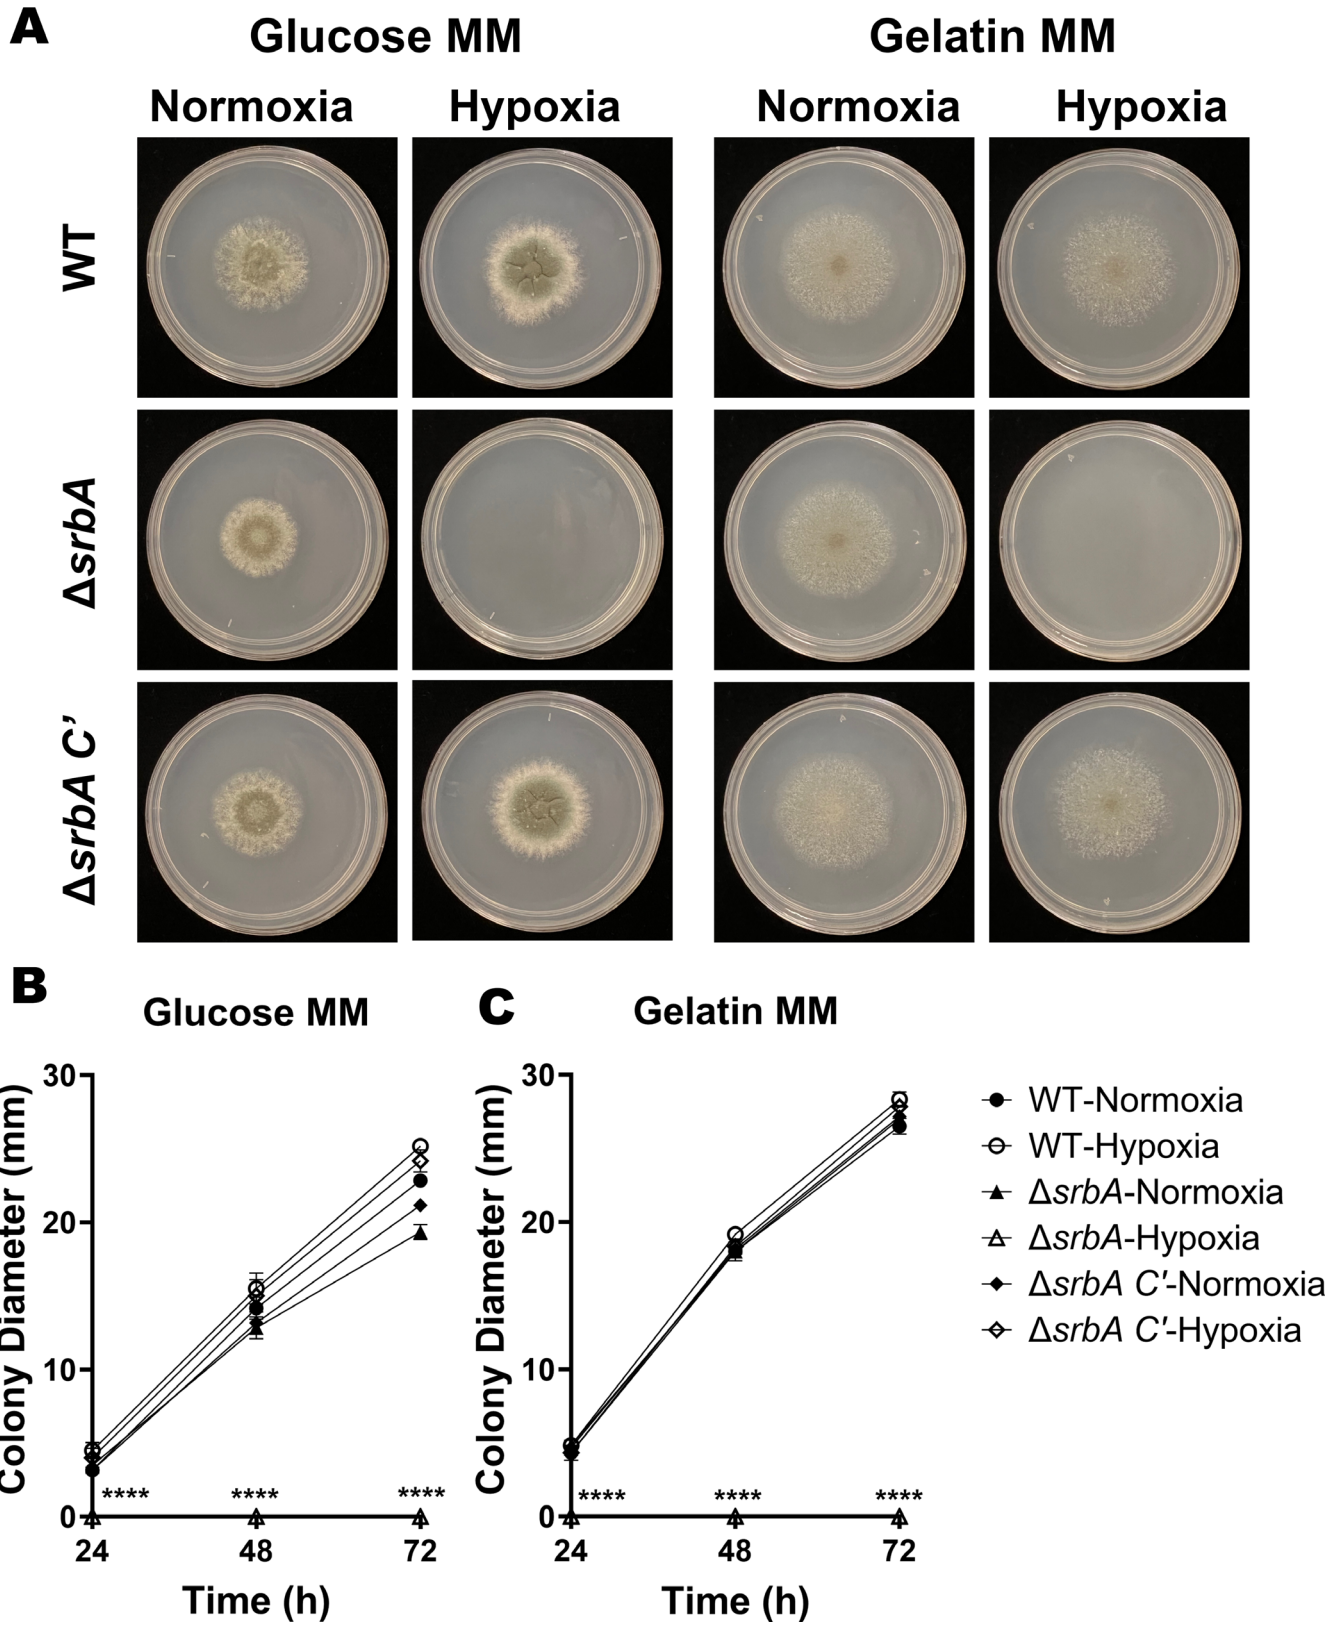 A
Glucose MM Gelatin MM
Normoxia Hypoxia Normoxia Hypoxia
WT
ΔsrbA
ΔsrbA C’
B
Glucose MM
Colony Diameter (mm)
30
20
10
0
**** **** ****
24 48 72
Time (h)
C
Gelatin MM
Colony Diameter (mm)
30
20
10
0
**** **** ****
24 48 72
Time (h)
WT-Normoxia
WT-Hypoxia
ΔsrbA-Normoxia
ΔsrbA-Hypoxia
ΔsrbA C'-Normoxia
ΔsrbA C'-Hypoxia